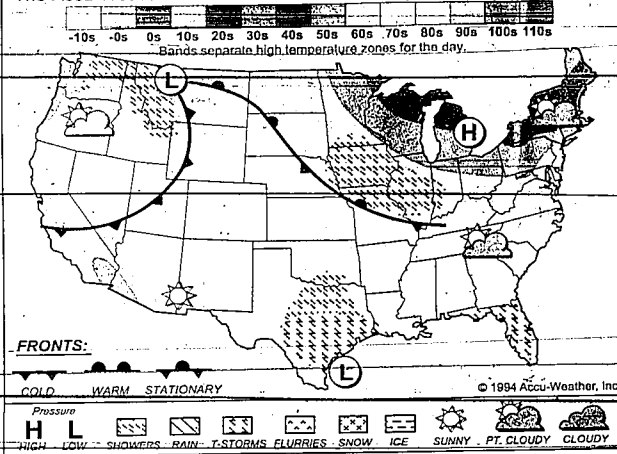 -10s -0s 0s 10s 20s 30s 40s 50s 60s 70s 80s 90s 100s 110s
Bands separate high temperature zones for the day.
L
H
L
FRONTS:
COLD WARM STATIONARY
© 1994 Accu-Weather, Inc
Pressure
H L
HIGH LOW SHOWERS RAIN T-STORMS FLURRIES SNOW ICE SUNNY PT. CLOUDY CLOUDY